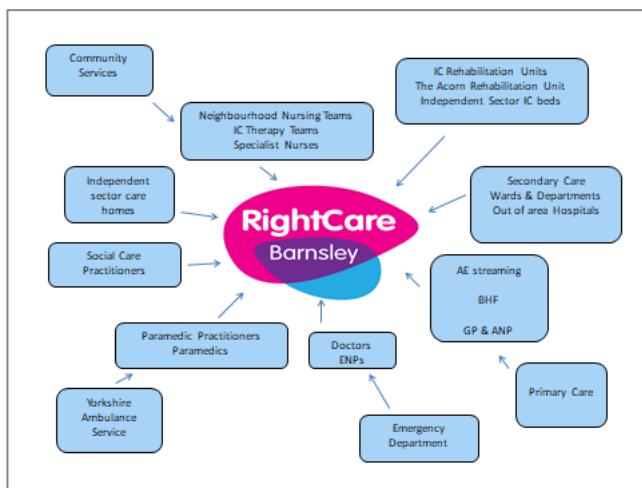 Community
Services
IC Rehabilitation Units
The Acorn Rehabilitation Unit
Independent Sector IC beds
Neighbourhood Nursing Teams
IC Therapy Teams
Specialist Nurses
Independent
sector care
homes
Secondary Care
Wards & Departments
Out of area Hospitals
RightCare
Barnsley
Social Care
Practitioners
AE streaming
BHF
GP & ANP
Paramedic Practitioners
Paramedics
Doctors
ENPs
Primary Care
Yorkshire
Ambulance
Service
Emergency
Department